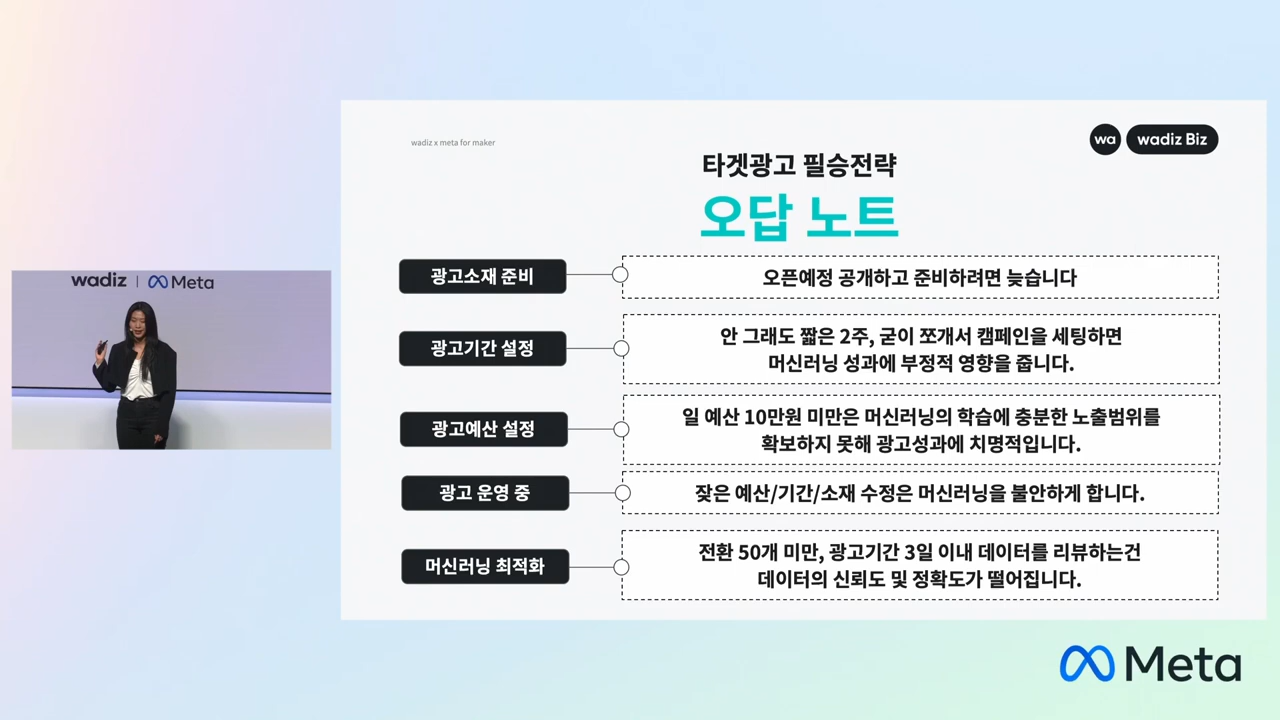 wadiz x meta for maker
wa wadiz Biz
타겟광고 필승전략
오답 노트
광고소재 준비
오픈예정 공개하고 준비하려면 늦습니다
광고기간 설정
안 그래도 짧은 2주, 굳이 쪼개서 캠페인을 세팅하면
머신러닝 성과에 부정적 영향을 줍니다.
광고예산 설정
일 예산 10만원 미만은 머신러닝의 학습에 충분한 노출범위를
확보하지 못해 광고성과에 치명적입니다.
광고 운영 중
잦은 예산/기간/소재 수정은 머신러닝을 불안하게 합니다.
머신러닝 최적화
전환 50개 미만, 광고기간 3일 이내 데이터를 리뷰하는건
데이터의 신뢰도 및 정확도가 떨어집니다.
wadiz | Meta
Meta